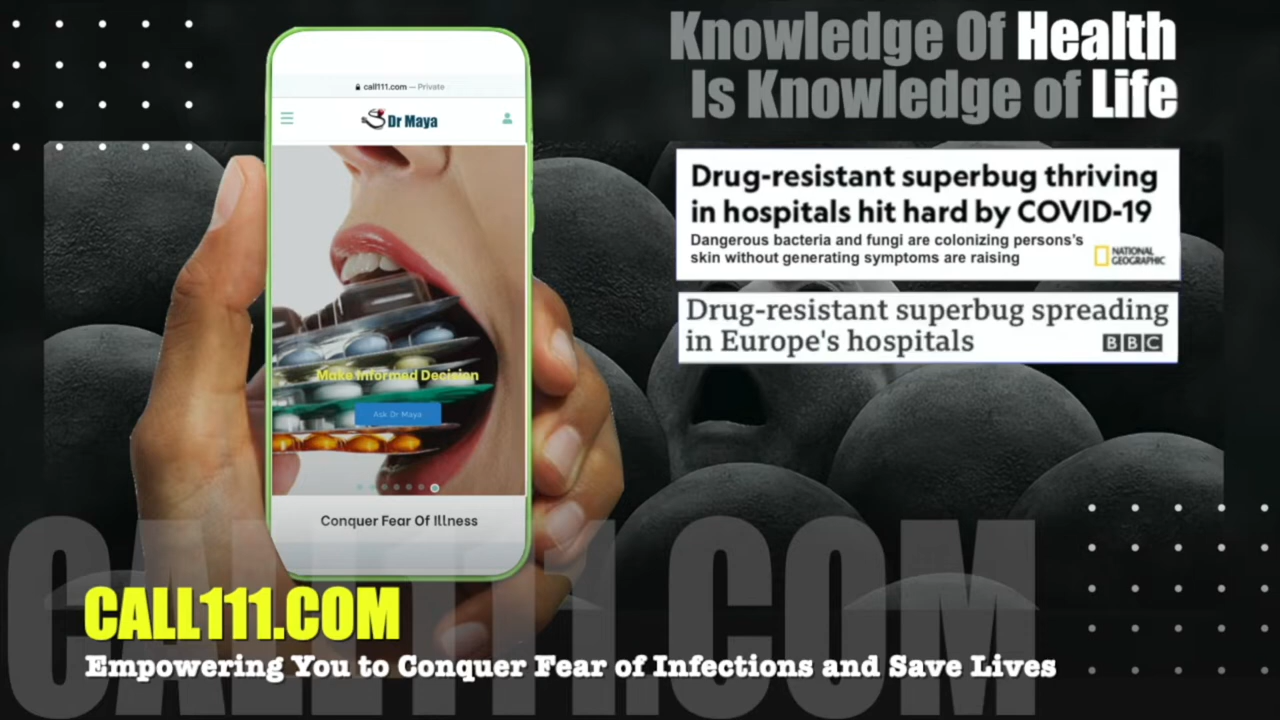 Knowledge Of Health
Is Knowledge of Life
call111.com — Private
Dr Maya
Drug-resistant superbug thriving
in hospitals hit hard by COVID-19
Dangerous bacteria and fungi are colonizing persons's
skin without generating symptoms are raising
NATIONAL
GEOGRAPHIC
Drug-resistant superbug spreading
in Europe's hospitals
BBC
Make Informed Decision
Ask Dr Maya
Conquer Fear Of Illness
CALL111.COM
CALL111.COM
Empowering You to Conquer Fear of Infections and Save Lives